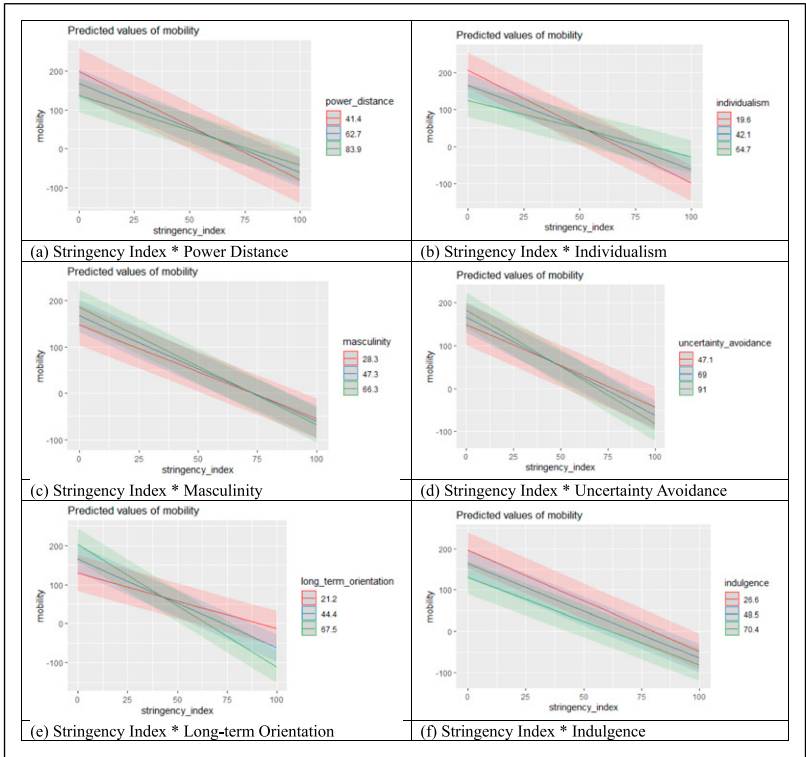 Predicted values of mobility
200
100
0
-100
mobility
0 25 50 75 100
stringency_index
power_distance
41.4
62.7
83.9
(a) Stringency Index * Power Distance
Predicted values of mobility
200
100
0
-100
mobility
0 25 50 75 100
stringency_index
individualism
19.6
42.1
64.7
(b) Stringency Index * Individualism
Predicted values of mobility
200
100
0
-100
mobility
0 25 50 75 100
stringency_index
masculinity
28.3
47.3
66.3
(c) Stringency Index * Masculinity
Predicted values of mobility
200
100
0
-100
mobility
0 25 50 75 100
stringency_index
uncertainty_avoidance
47.1
69
91
(d) Stringency Index * Uncertainty Avoidance
Predicted values of mobility
200
100
0
-100
mobility
0 25 50 75 100
stringency_index
long_term_orientation
21.2
44.4
67.5
(e) Stringency Index * Long-term Orientation
Predicted values of mobility
200
100
0
-100
mobility
0 25 50 75 100
stringency_index
indulgence
26.6
48.5
70.4
(f) Stringency Index * Indulgence